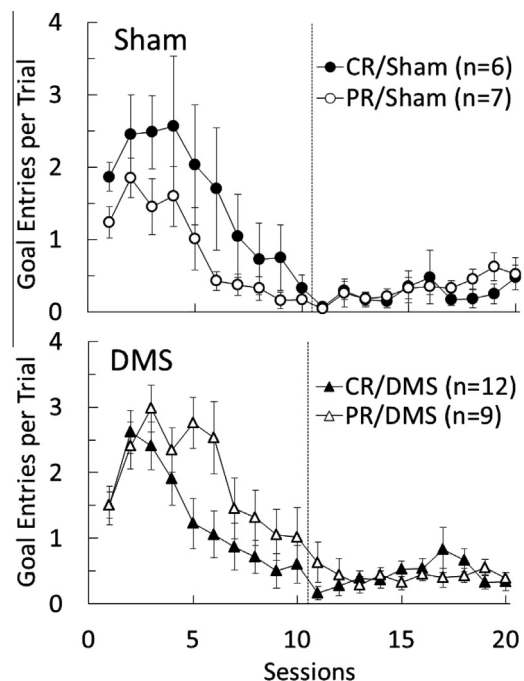 Sham
CR/Sham (n=6)
PR/Sham (n=7)
Goal Entries per Trial
4
3
2
1
0
DMS
CR/DMS (n=12)
PR/DMS (n=9)
Goal Entries per Trial
4
3
2
1
0
0 5 10 15 20
Sessions